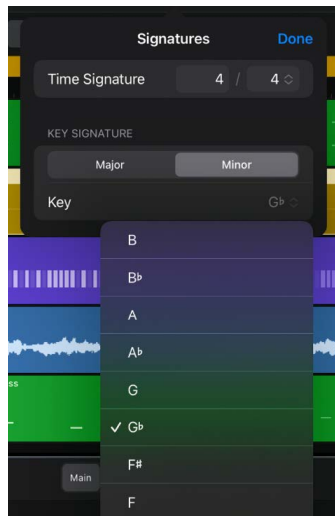 Signatures Done
Time Signature 4 / 4
KEY SIGNATURE
Major Minor
Key G♭
B
B♭
A
A♭
G
✓ G♭
F#
F
ss
Main